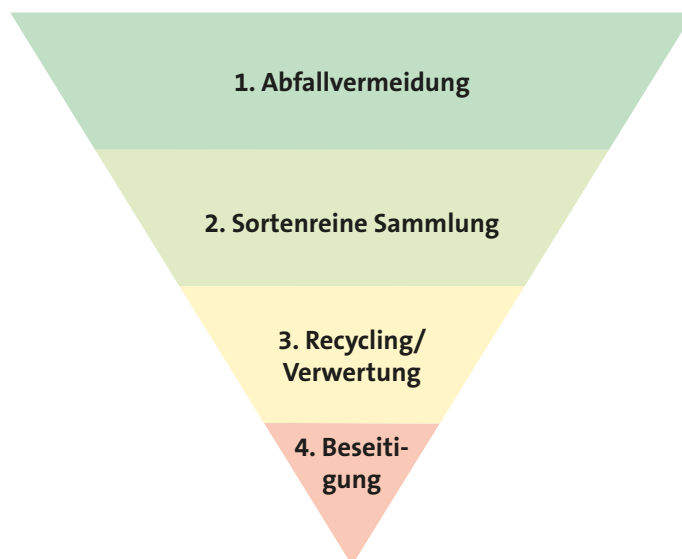 1. Abfallvermeidung
2. Sortenreine Sammlung
3. Recycling/
Verwertung
4. Beseiti-
gung